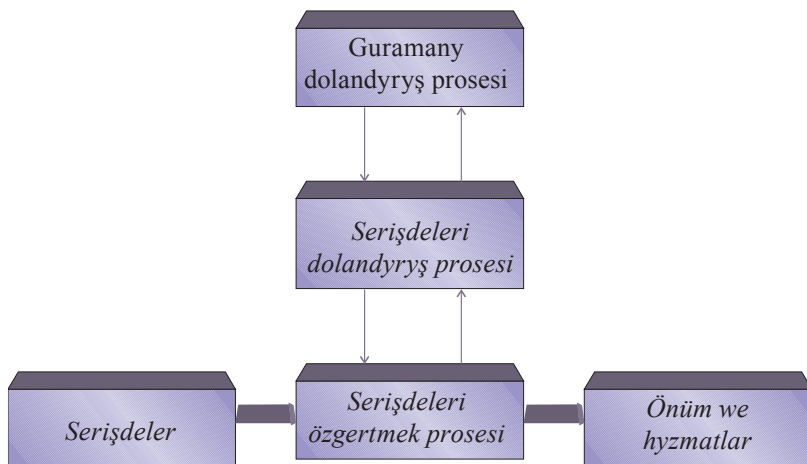 Guramany
dolandyryş prosesi
Serişdeleri
dolandyryş prosesi
Serişdeler
Serişdeleri
özgertmek prosesi
Önüm we
hyzmatlar